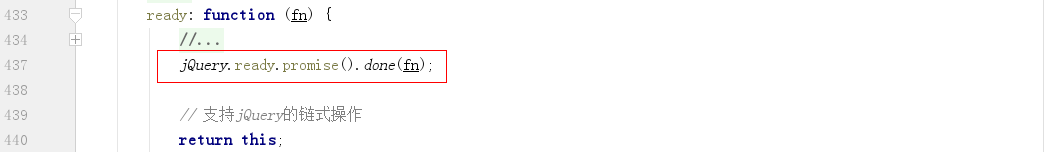 433 ready: function (fn) {
434 //...
437 jQuery.ready.promise().done(fn);
438
439 // 支持jQuery的链式操作
440 return this;